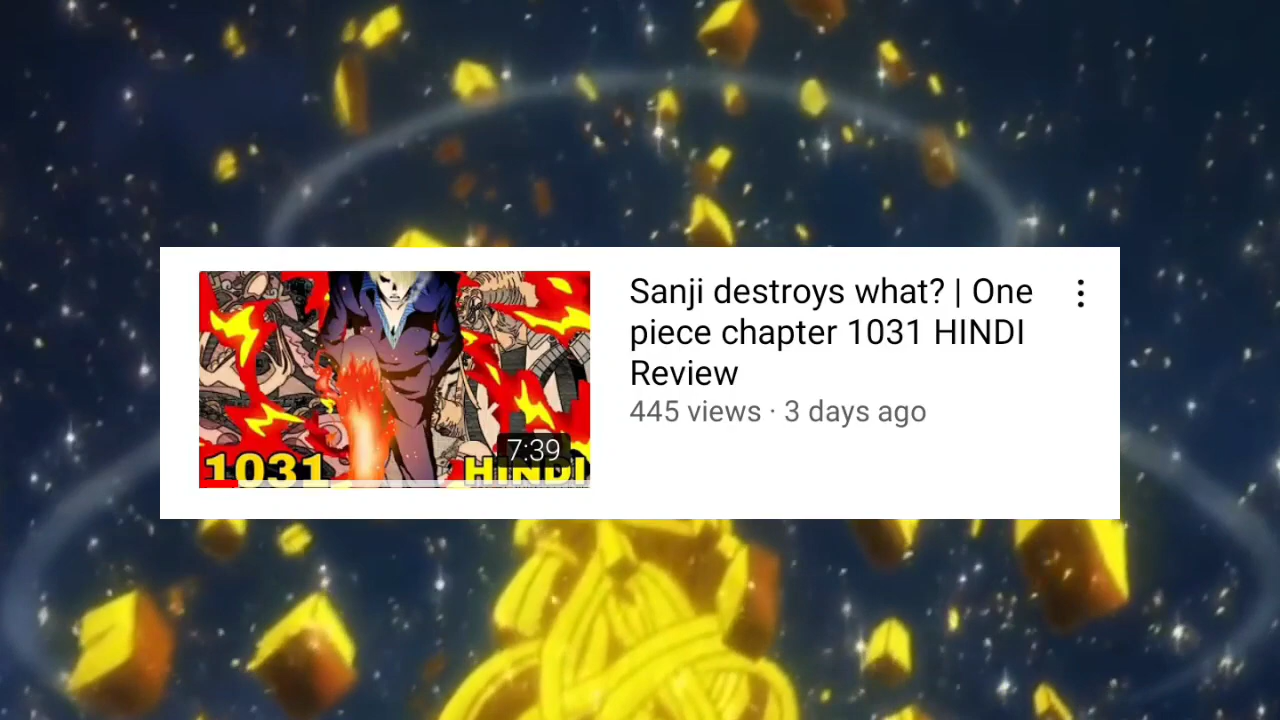 Sanji destroys what? | One
piece chapter 1031 HINDI
Review
445 views · 3 days ago
7:39
1031
HINDI